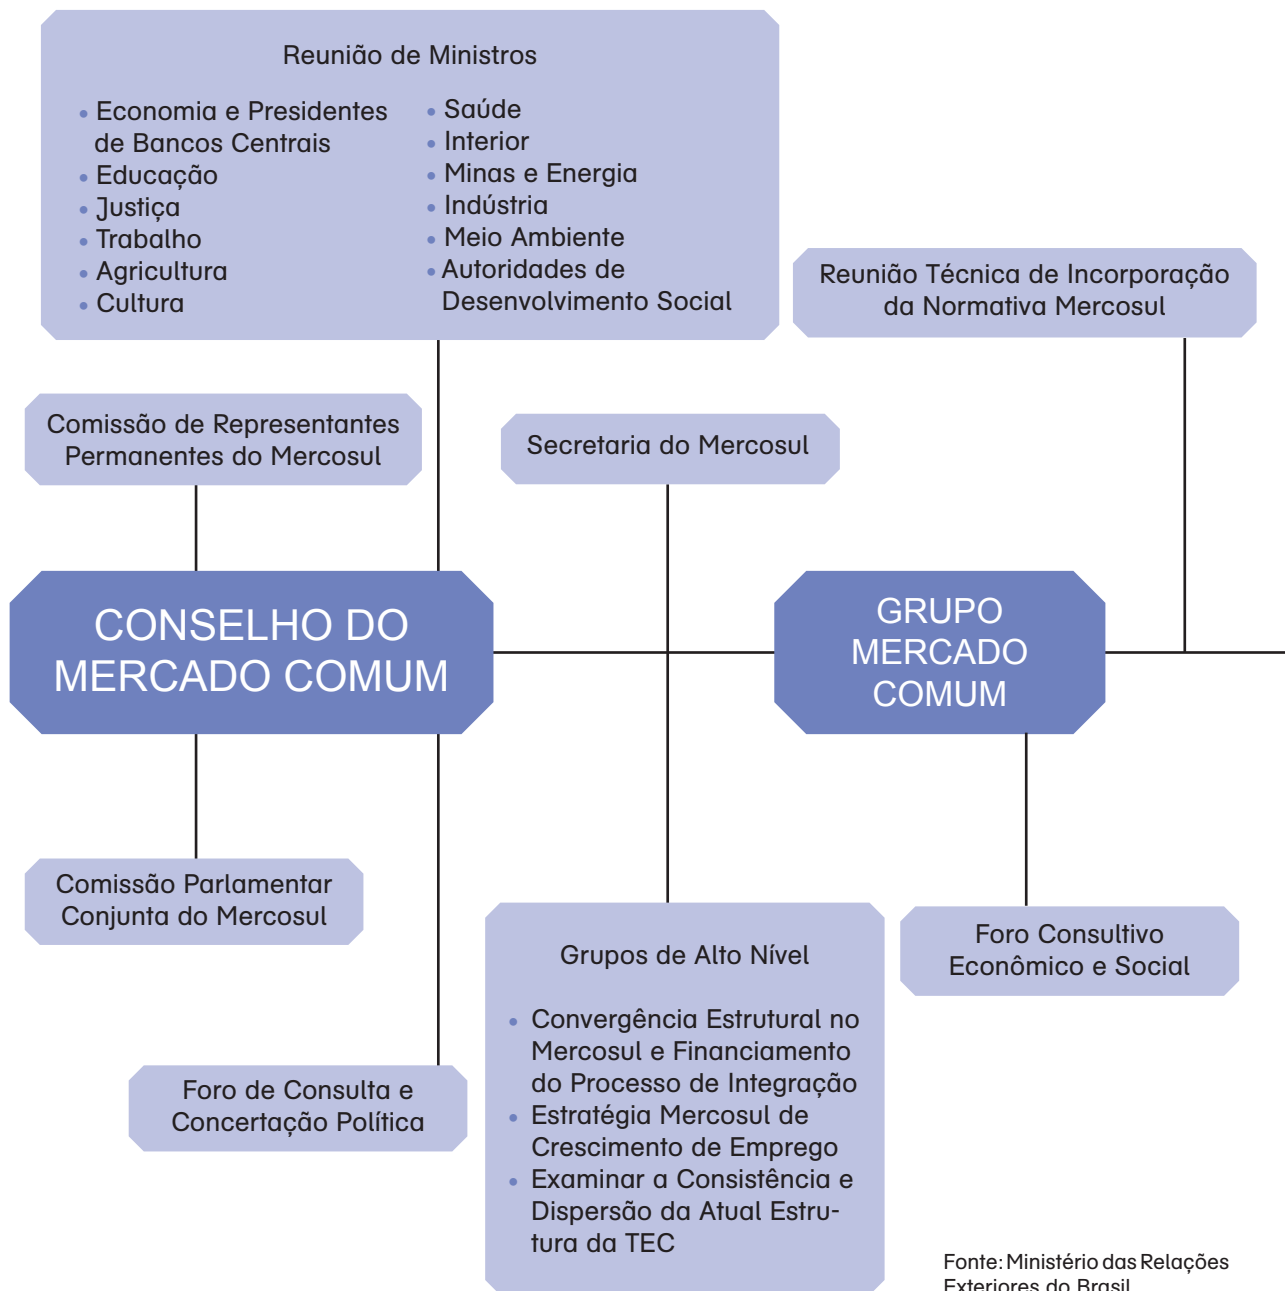 Reunião de Ministros
• Economia e Presidentes
de Bancos Centrais
• Educação
• Justiça
• Trabalho
• Agricultura
• Cultura
• Saúde
• Interior
• Minas e Energia
• Indústria
• Meio Ambiente
• Autoridades de
Desenvolvimento Social
Reunião Técnica de Incorporação
da Normativa Mercosul
Comissão de Representantes
Permanentes do Mercosul
Secretaria do Mercosul
CONSELHO DO
MERCADO COMUM
GRUPO
MERCADO
COMUM
Comissão Parlamentar
Conjunta do Mercosul
Foro de Consulta e
Concertação Política
Grupos de Alto Nível
• Convergência Estrutural no
Mercosul e Financiamento
do Processo de Integração
• Estratégia Mercosul de
Crescimento de Emprego
• Examinar a Consistência e
Dispersão da Atual Estru-
tura da TEC
Foro Consultivo
Econômico e Social
Fonte: Ministério das Relações
Exteriores do Brasil